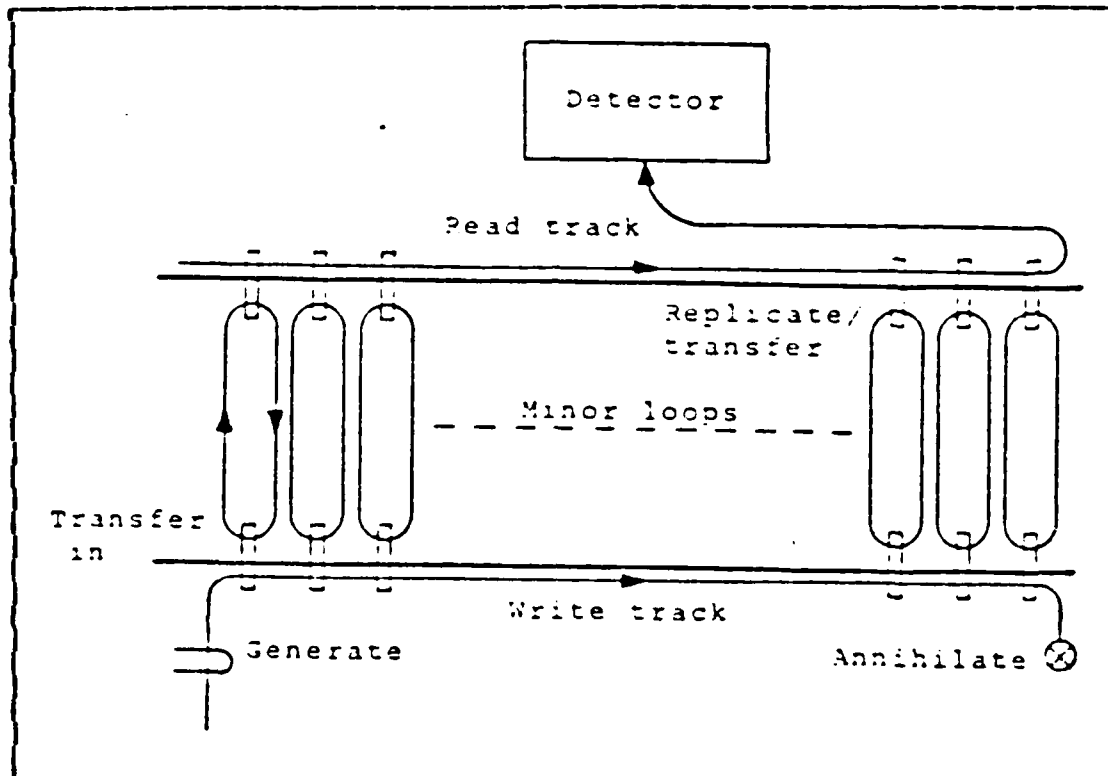 Detector
Read track
Replicate/
transfer
Minor loops
Transfer
in
Write track
Generate
Annihilate